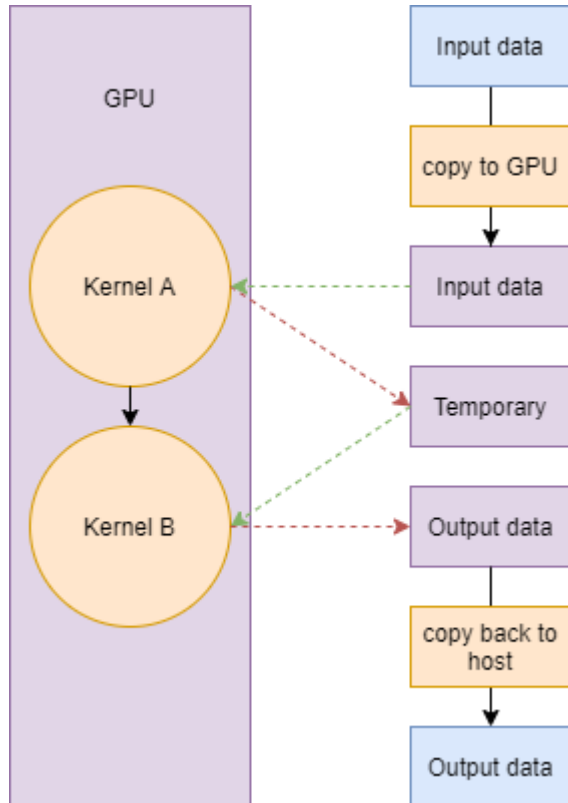 Input data
GPU
copy to GPU
Kernel A
Input data
Temporary
Kernel B
Output data
copy back to
host
Output data